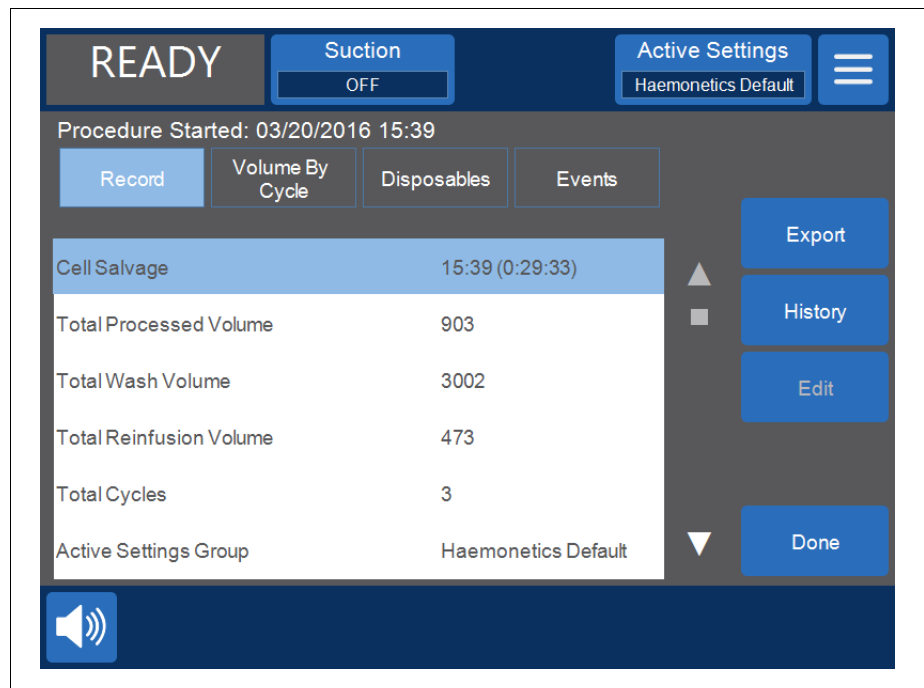 READY
Suction
OFF
Active Settings
Haemonetics Default
Procedure Started: 03/20/2016 15:39
Record
Volume By
Cycle
Disposables
Events
Export
History
Edit
Done
Cell Salvage 15:39 (0:29:33)
Total Processed Volume 903
Total Wash Volume 3002
Total Reinfusion Volume 473
Total Cycles 3
Active Settings Group Haemonetics Default